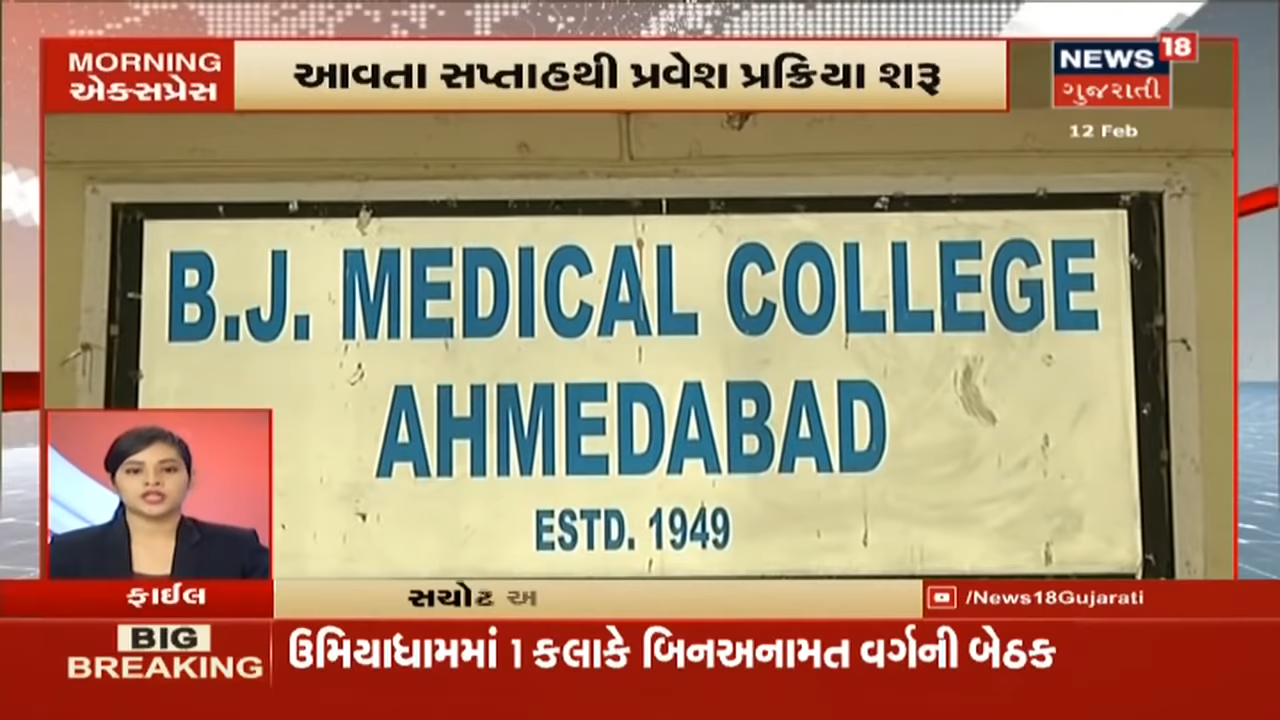 MORNING
એક્સપ્રેસ
આવતા સપ્તાહથી પ્રવેશ પ્રક્રિયા શરૂ
NEWS 18
ગુજરાતી
12 Feb
B.J. MEDICAL COLLEGE
AHMEDABAD
ESTD. 1949
ફાઈલ
સચોટ અ
/News18Gujarati
BIG
BREAKING
ઉમિયાધામમાં 1 કલાકે બિનઅનામત વર્ગની બેઠક